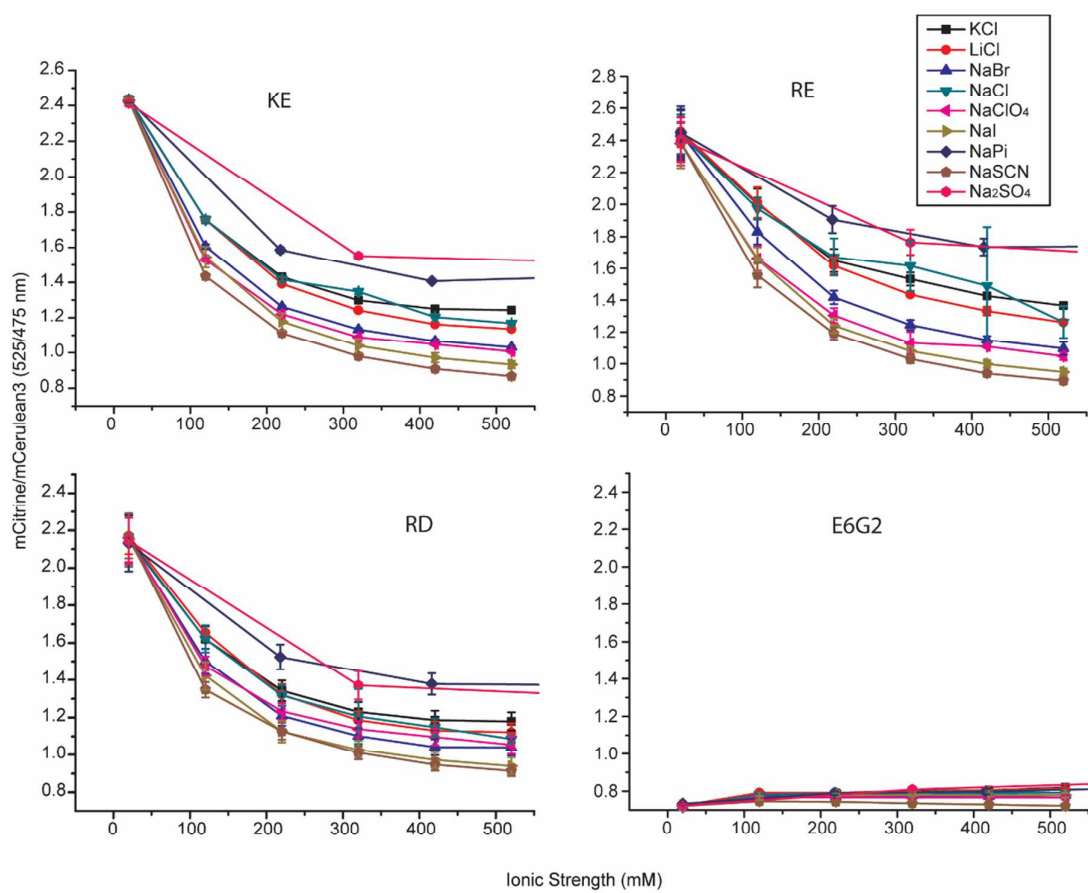 KCl
LiCl
NaBr
NaCl
NaClO₄
NaI
NaPi
NaSCN
Na₂SO₄
KE
2.6
2.4
2.2
2.0
1.8
1.6
1.4
1.2
1.0
0.8
0 100 200 300 400 500
RE
2.8
2.6
2.4
2.2
2.0
1.8
1.6
1.4
1.2
1.0
0.8
0 100 200 300 400 500
mCitrine/mCerulean3 (525/475 nm)
RD
2.4
2.2
2.0
1.8
1.6
1.4
1.2
1.0
0.8
0 100 200 300 400 500
E6G2
2.4
2.2
2.0
1.8
1.6
1.4
1.2
1.0
0.8
0 100 200 300 400 500
Ionic Strength (mM)